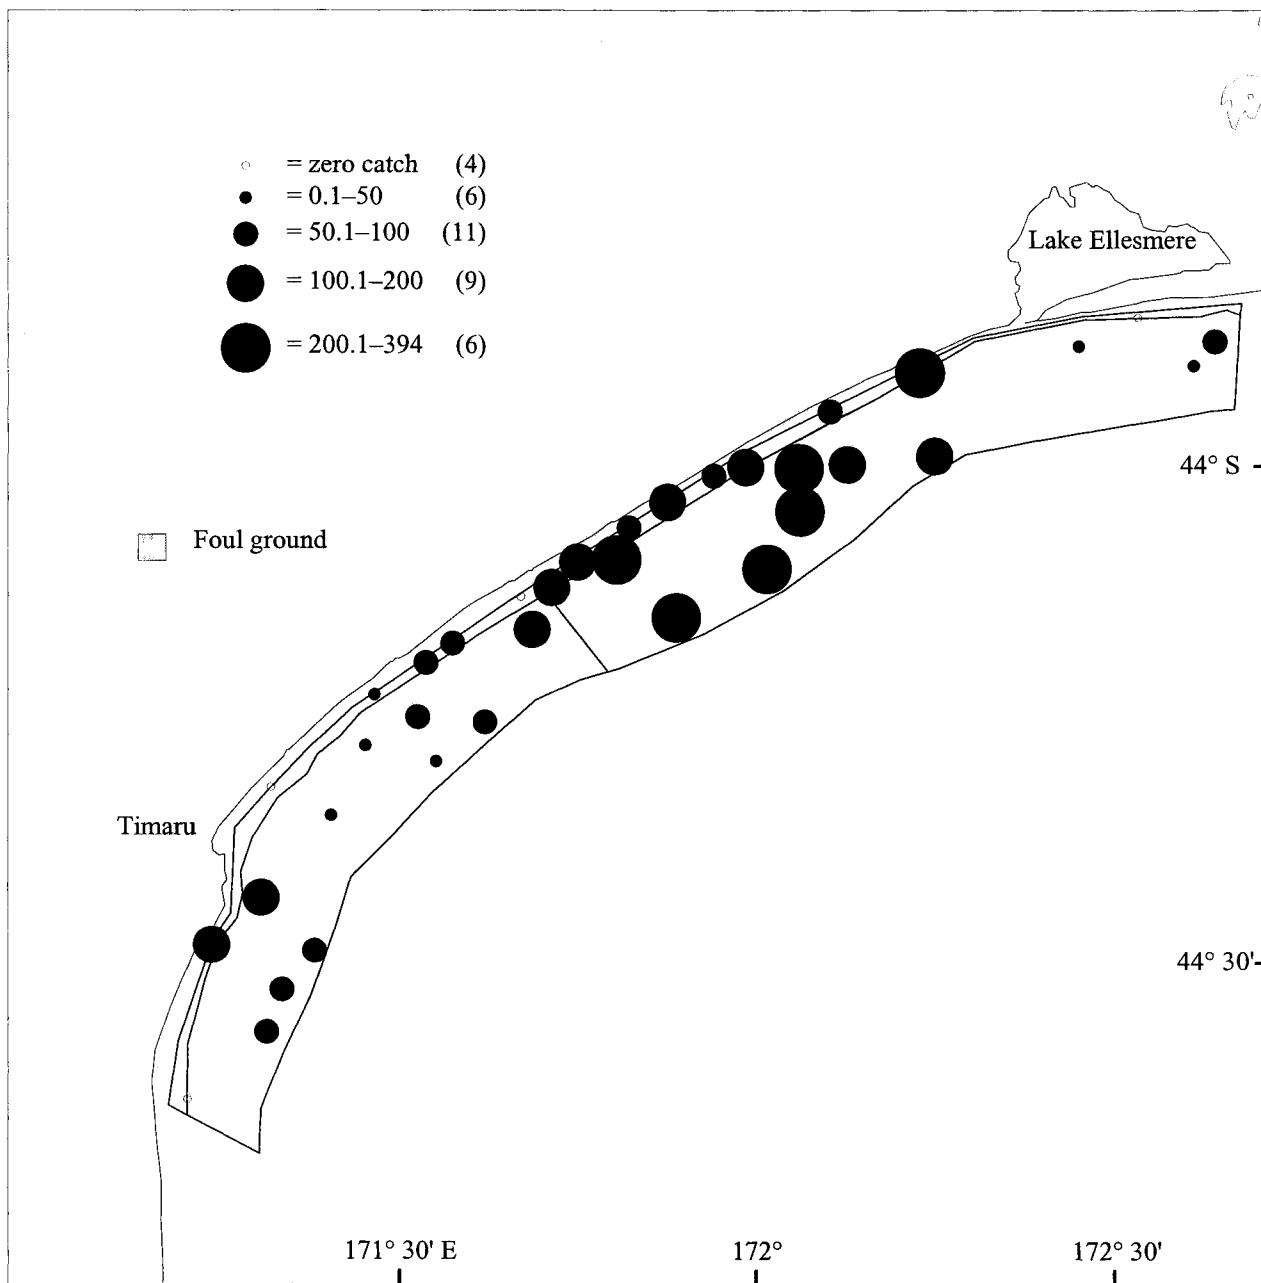 = zero catch (4)
= 0.1–50 (6)
= 50.1–100 (11)
= 100.1–200 (9)
= 200.1–394 (6)
Lake Ellesmere
44° S
Foul ground
Timaru
44° 30'
171° 30' E 172° 172° 30'